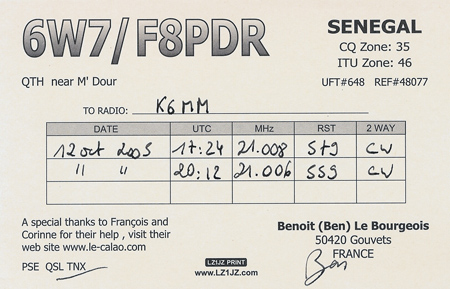 6W7/F8PDR SENEGAL
CQ Zone: 35
ITU Zone: 46
QTH near M' Dour UFT#648 REF#48077
TO RADIO: K6MM
DATE UTC MHz RST 2 WAY
12 oct 2005 17:24 21.008 579 CW
" " 20:12 21.006 559 CW
A special thanks to François and
Corinne for their help , visit their
web site www.le-calao.com.
Benoit (Ben) Le Bourgeois
50420 Gouvets
FRANCE
PSE QSL TNX
LZ1JZ PRINT
www.LZ1JZ.com
Ben